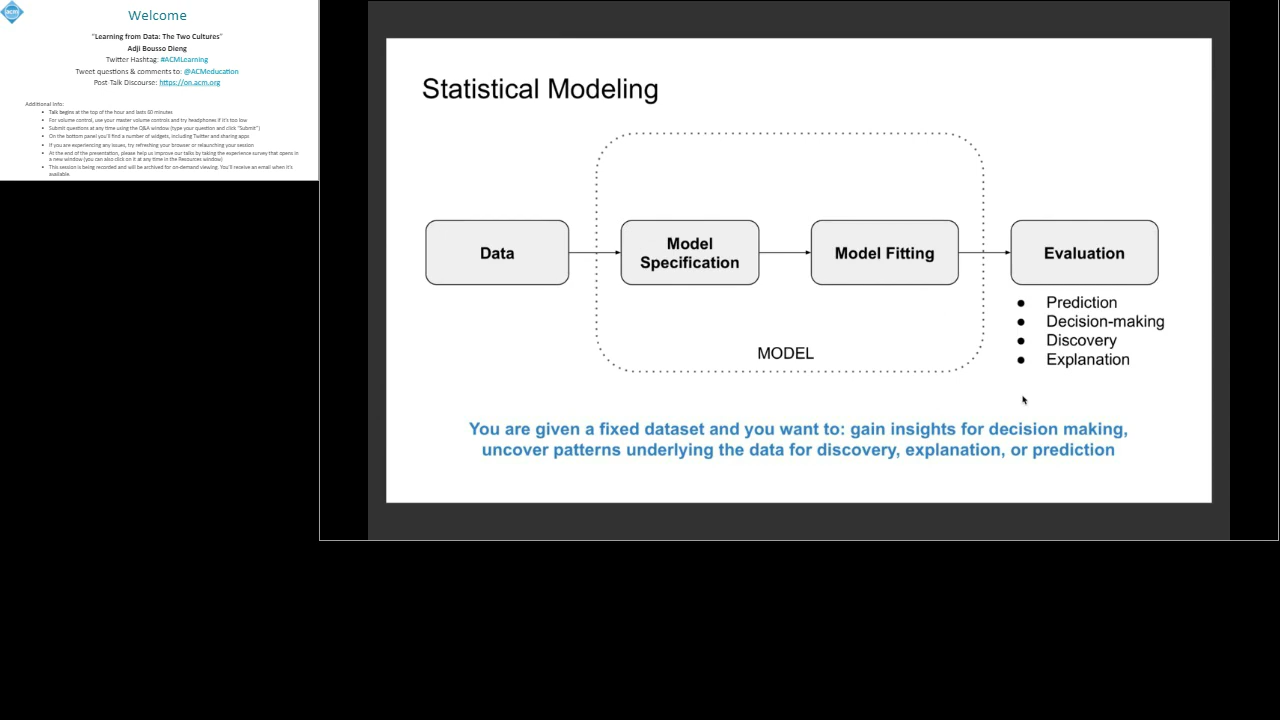 acm
Welcome
"Learning from Data: The Two Cultures"
Adji Bousso Dieng
Twitter Hashtag: #ACMLearning
Tweet questions & comments to: @ACMeducation
Post-Talk Discourse: https://on.acm.org
Additional Info:
• Talk begins at the top of the hour and lasts 60 minutes
• For volume control, use your master volume controls and try headphones if it's too low
• Submit questions at any time using the Q&A window (type your question and click "Submit")
• On the bottom panel you'll find a number of widgets, including Twitter and sharing apps
• If you are experiencing any issues, try refreshing your browser or relaunching your session
• At the end of the presentation, please help us improve our talks by taking the experience survey that opens in
a new window (you can also click on it at any time in the Resources window)
• This session is being recorded and will be archived for on-demand viewing. You'll receive an email when it's
available.
Statistical Modeling
Data
Model
Specification
Model Fitting
Evaluation
● Prediction
● Decision-making
● Discovery
● Explanation
MODEL
You are given a fixed dataset and you want to: gain insights for decision making,
uncover patterns underlying the data for discovery, explanation, or prediction